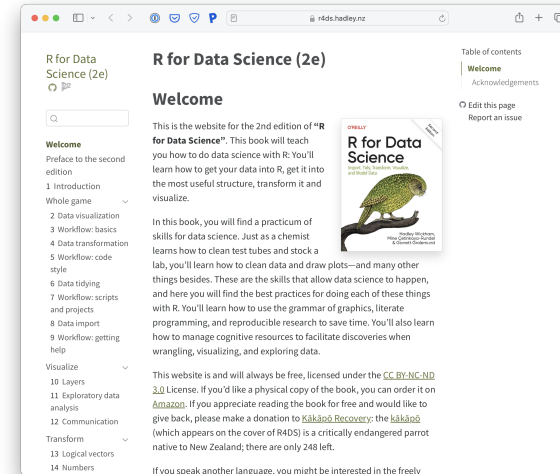 r4ds.hadley.nz
R for Data
Science (2e)
Welcome
Preface to the second
edition
1 Introduction
Whole game
2 Data visualization
3 Workflow: basics
4 Data transformation
5 Workflow: code
style
6 Data tidying
7 Workflow: scripts
and projects
8 Data import
9 Workflow: getting
help
Visualize
10 Layers
11 Exploratory data
analysis
12 Communication
Transform
13 Logical vectors
14 Numbers
R for Data Science (2e)
Welcome
This is the website for the 2nd edition of “R
for Data Science”. This book will teach
you how to do data science with R: You’ll
learn how to get your data into R, get it into
the most useful structure, transform it and
visualize.
In this book, you will find a practicum of
skills for data science. Just as a chemist
learns how to clean test tubes and stock a
lab, you’ll learn how to clean data and draw plots—and many other
things besides. These are the skills that allow data science to happen,
and here you will find the best practices for doing each of these things
with R. You’ll learn how to use the grammar of graphics, literate
programming, and reproducible research to save time. You’ll also learn
how to manage cognitive resources to facilitate discoveries when
wrangling, visualizing, and exploring data.
This website is and will always be free, licensed under the CC BY-NC-ND
3.0 License. If you’d like a physical copy of the book, you can order it on
Amazon. If you appreciate reading the book for free and would like to
give back, please make a donation to Kākāpō Recovery: the kākāpō
(which appears on the cover of R4DS) is a critically endangered parrot
native to New Zealand; there are only 248 left.
If you speak another language, you might be interested in the freely
O'REILLY
Second
Edition
R for Data
Science
Import, Tidy, Transform, Visualize,
and Model Data
Hadley Wickham,
Mine Çetinkaya-Rundel
& Garrett Grolemund
Table of contents
Welcome
Acknowledgements
Edit this page
Report an issue